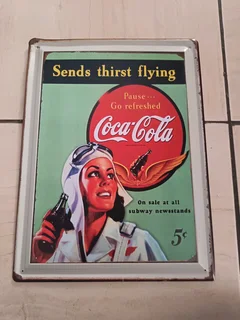 Sends thirst flying
Pause...
Go refreshed
Coca-Cola
On sale at all
subway newsstands
5¢